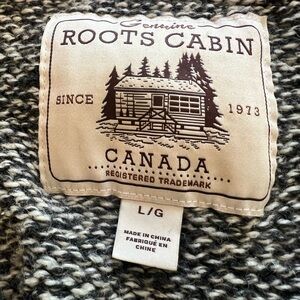 Genuine
ROOTS CABIN
SINCE 1973
CANADA
REGISTERED TRADEMARK
L/G
MADE IN CHINA
FABRIQUÉ EN
CHINE